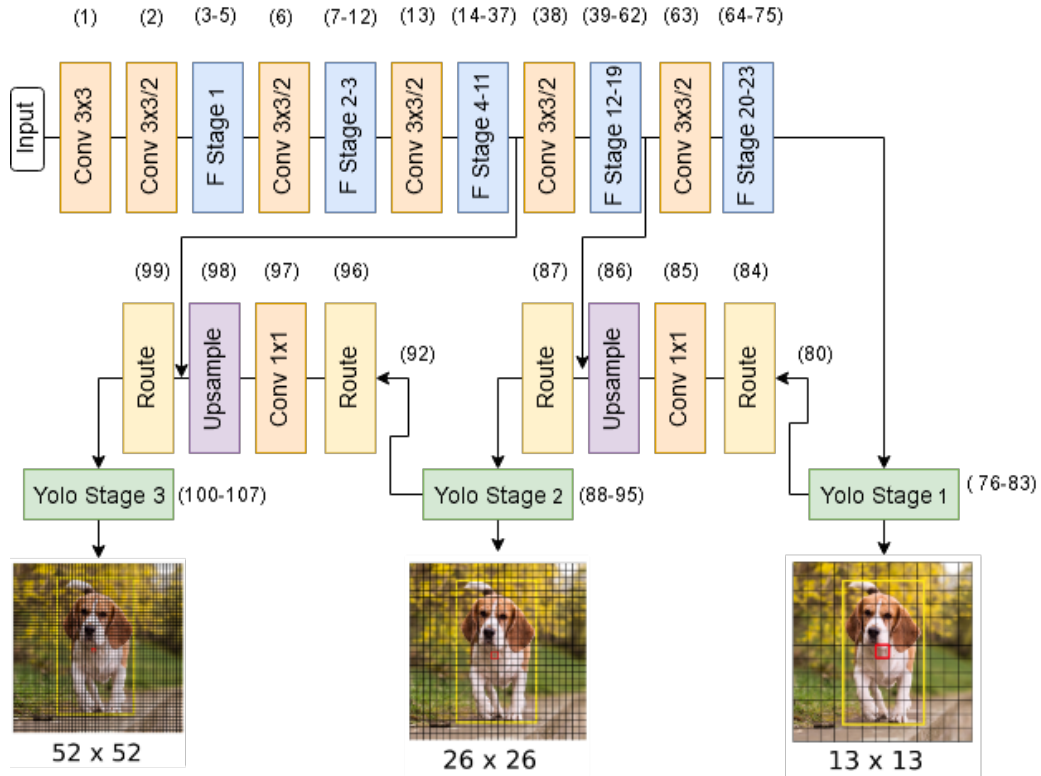 (1) (2) (3-5) (6) (7-12) (13) (14-37) (38) (39-62) (63) (64-75)
Input
Conv 3x3
Conv 3x3/2
F Stage 1
Conv 3x3/2
F Stage 2-3
Conv 3x3/2
F Stage 4-11
Conv 3x3/2
F Stage 12-19
Conv 3x3/2
F Stage 20-23
(99) (98) (97) (96) (87) (86) (85) (84)
Route
Upsample
Conv 1x1
Route
(92)
Route
Upsample
Conv 1x1
Route
(80)
Yolo Stage 3 (100-107)
Yolo Stage 2 (88-95)
Yolo Stage 1 ( 76-83)
52 x 52
26 x 26
13 x 13